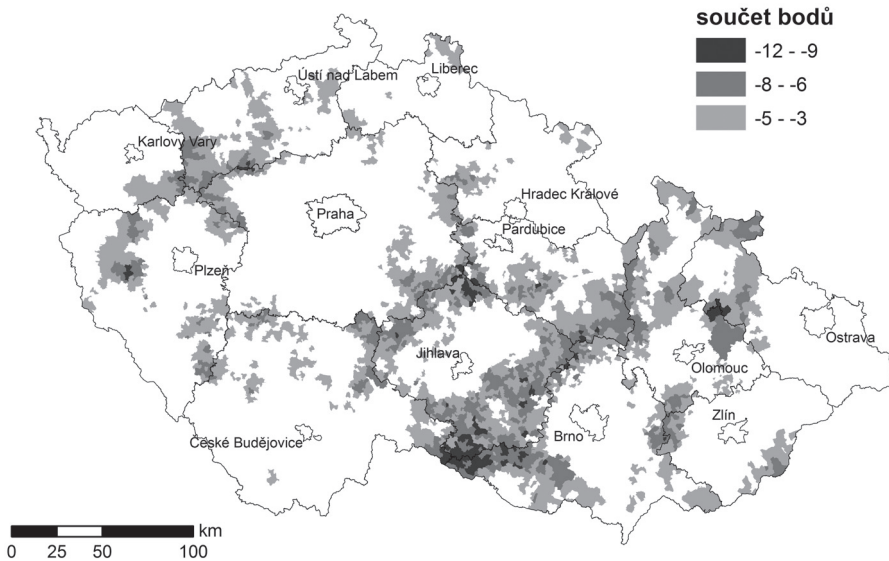 součet bodů
-12 - -9
-8 - -6
-5 - -3
Liberec
Ústí nad Labem
Karlovy Vary
Hradec Králové
Praha
Pardubice
Plzeň
Ostrava
Jihlava
Olomouc
Zlín
Brno
České Budějovice
km
0 25 50 100